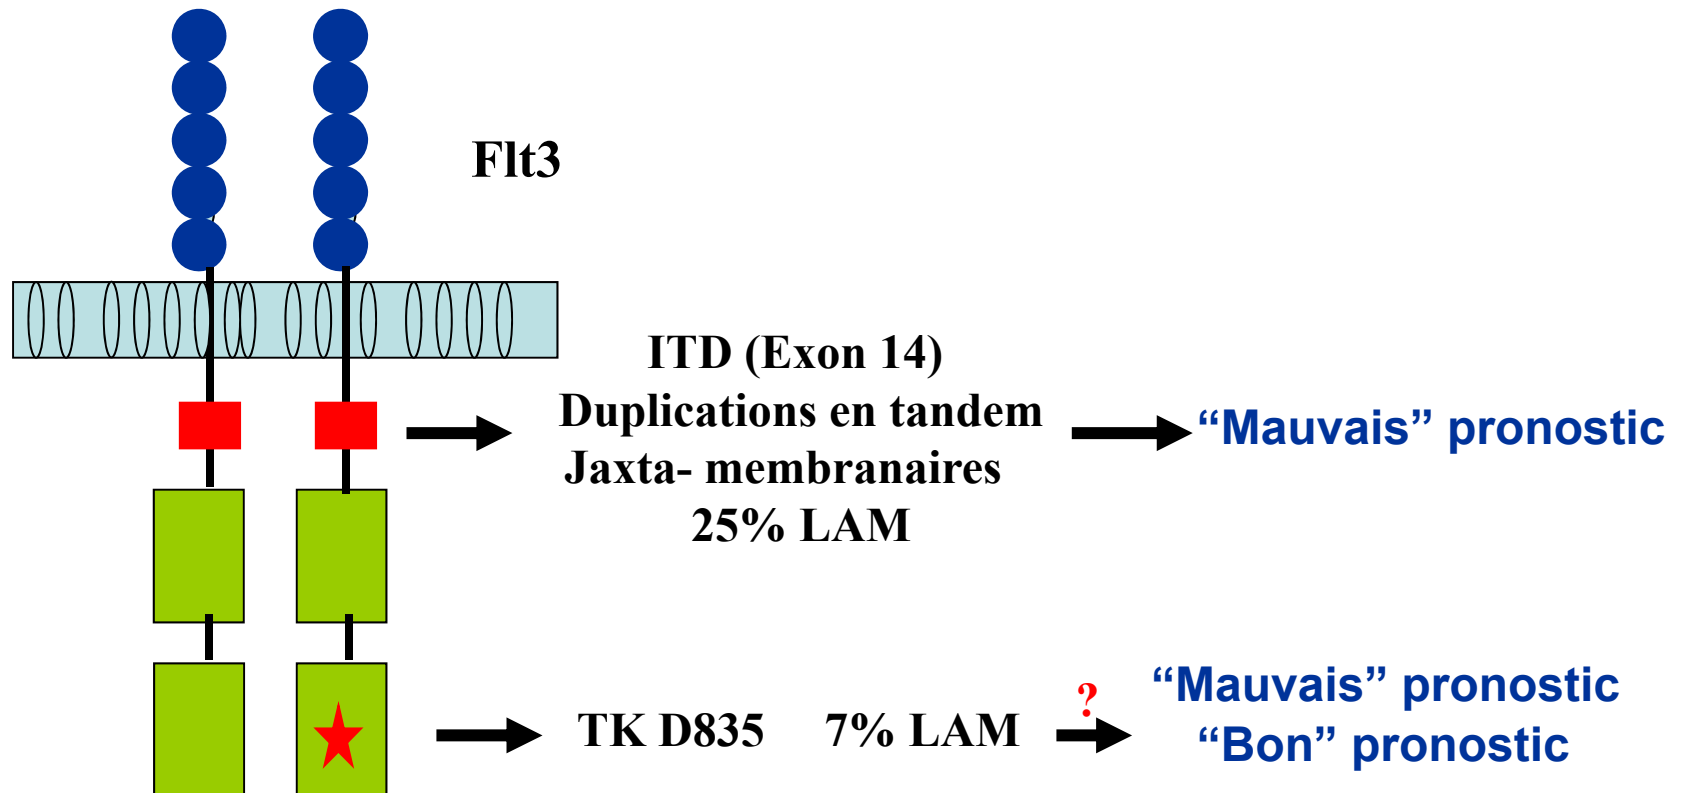 Flt3
ITD (Exon 14)
Duplications en tandem
Jaxta- membranaires
25% LAM
“Mauvais” pronostic
TK D835 7% LAM
?
“Mauvais” pronostic
“Bon” pronostic